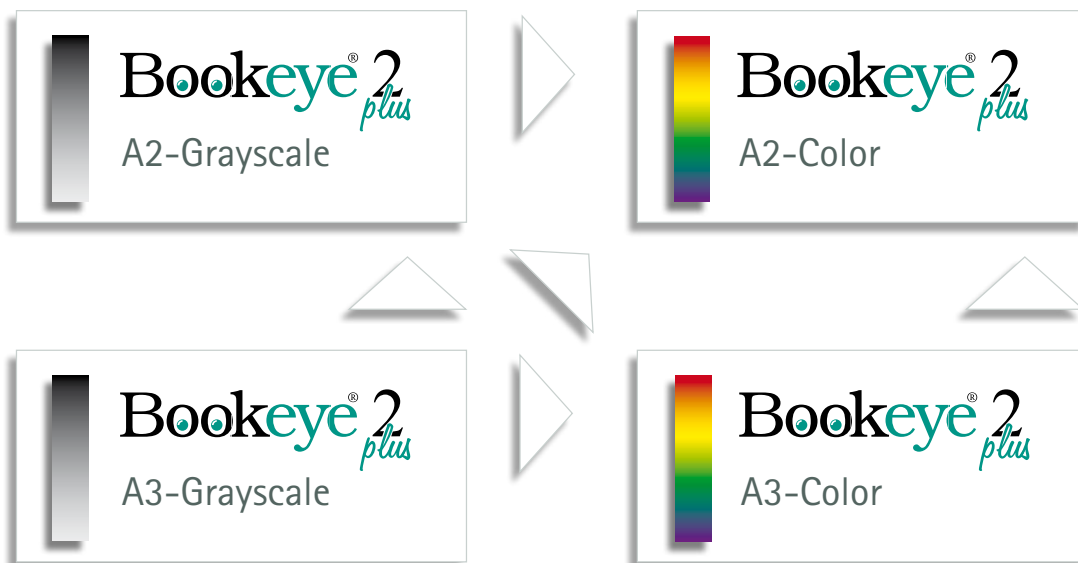 Bookeye® 2 plus
A2-Grayscale
Bookeye® 2 plus
A2-Color
Bookeye® 2 plus
A3-Grayscale
Bookeye® 2 plus
A3-Color